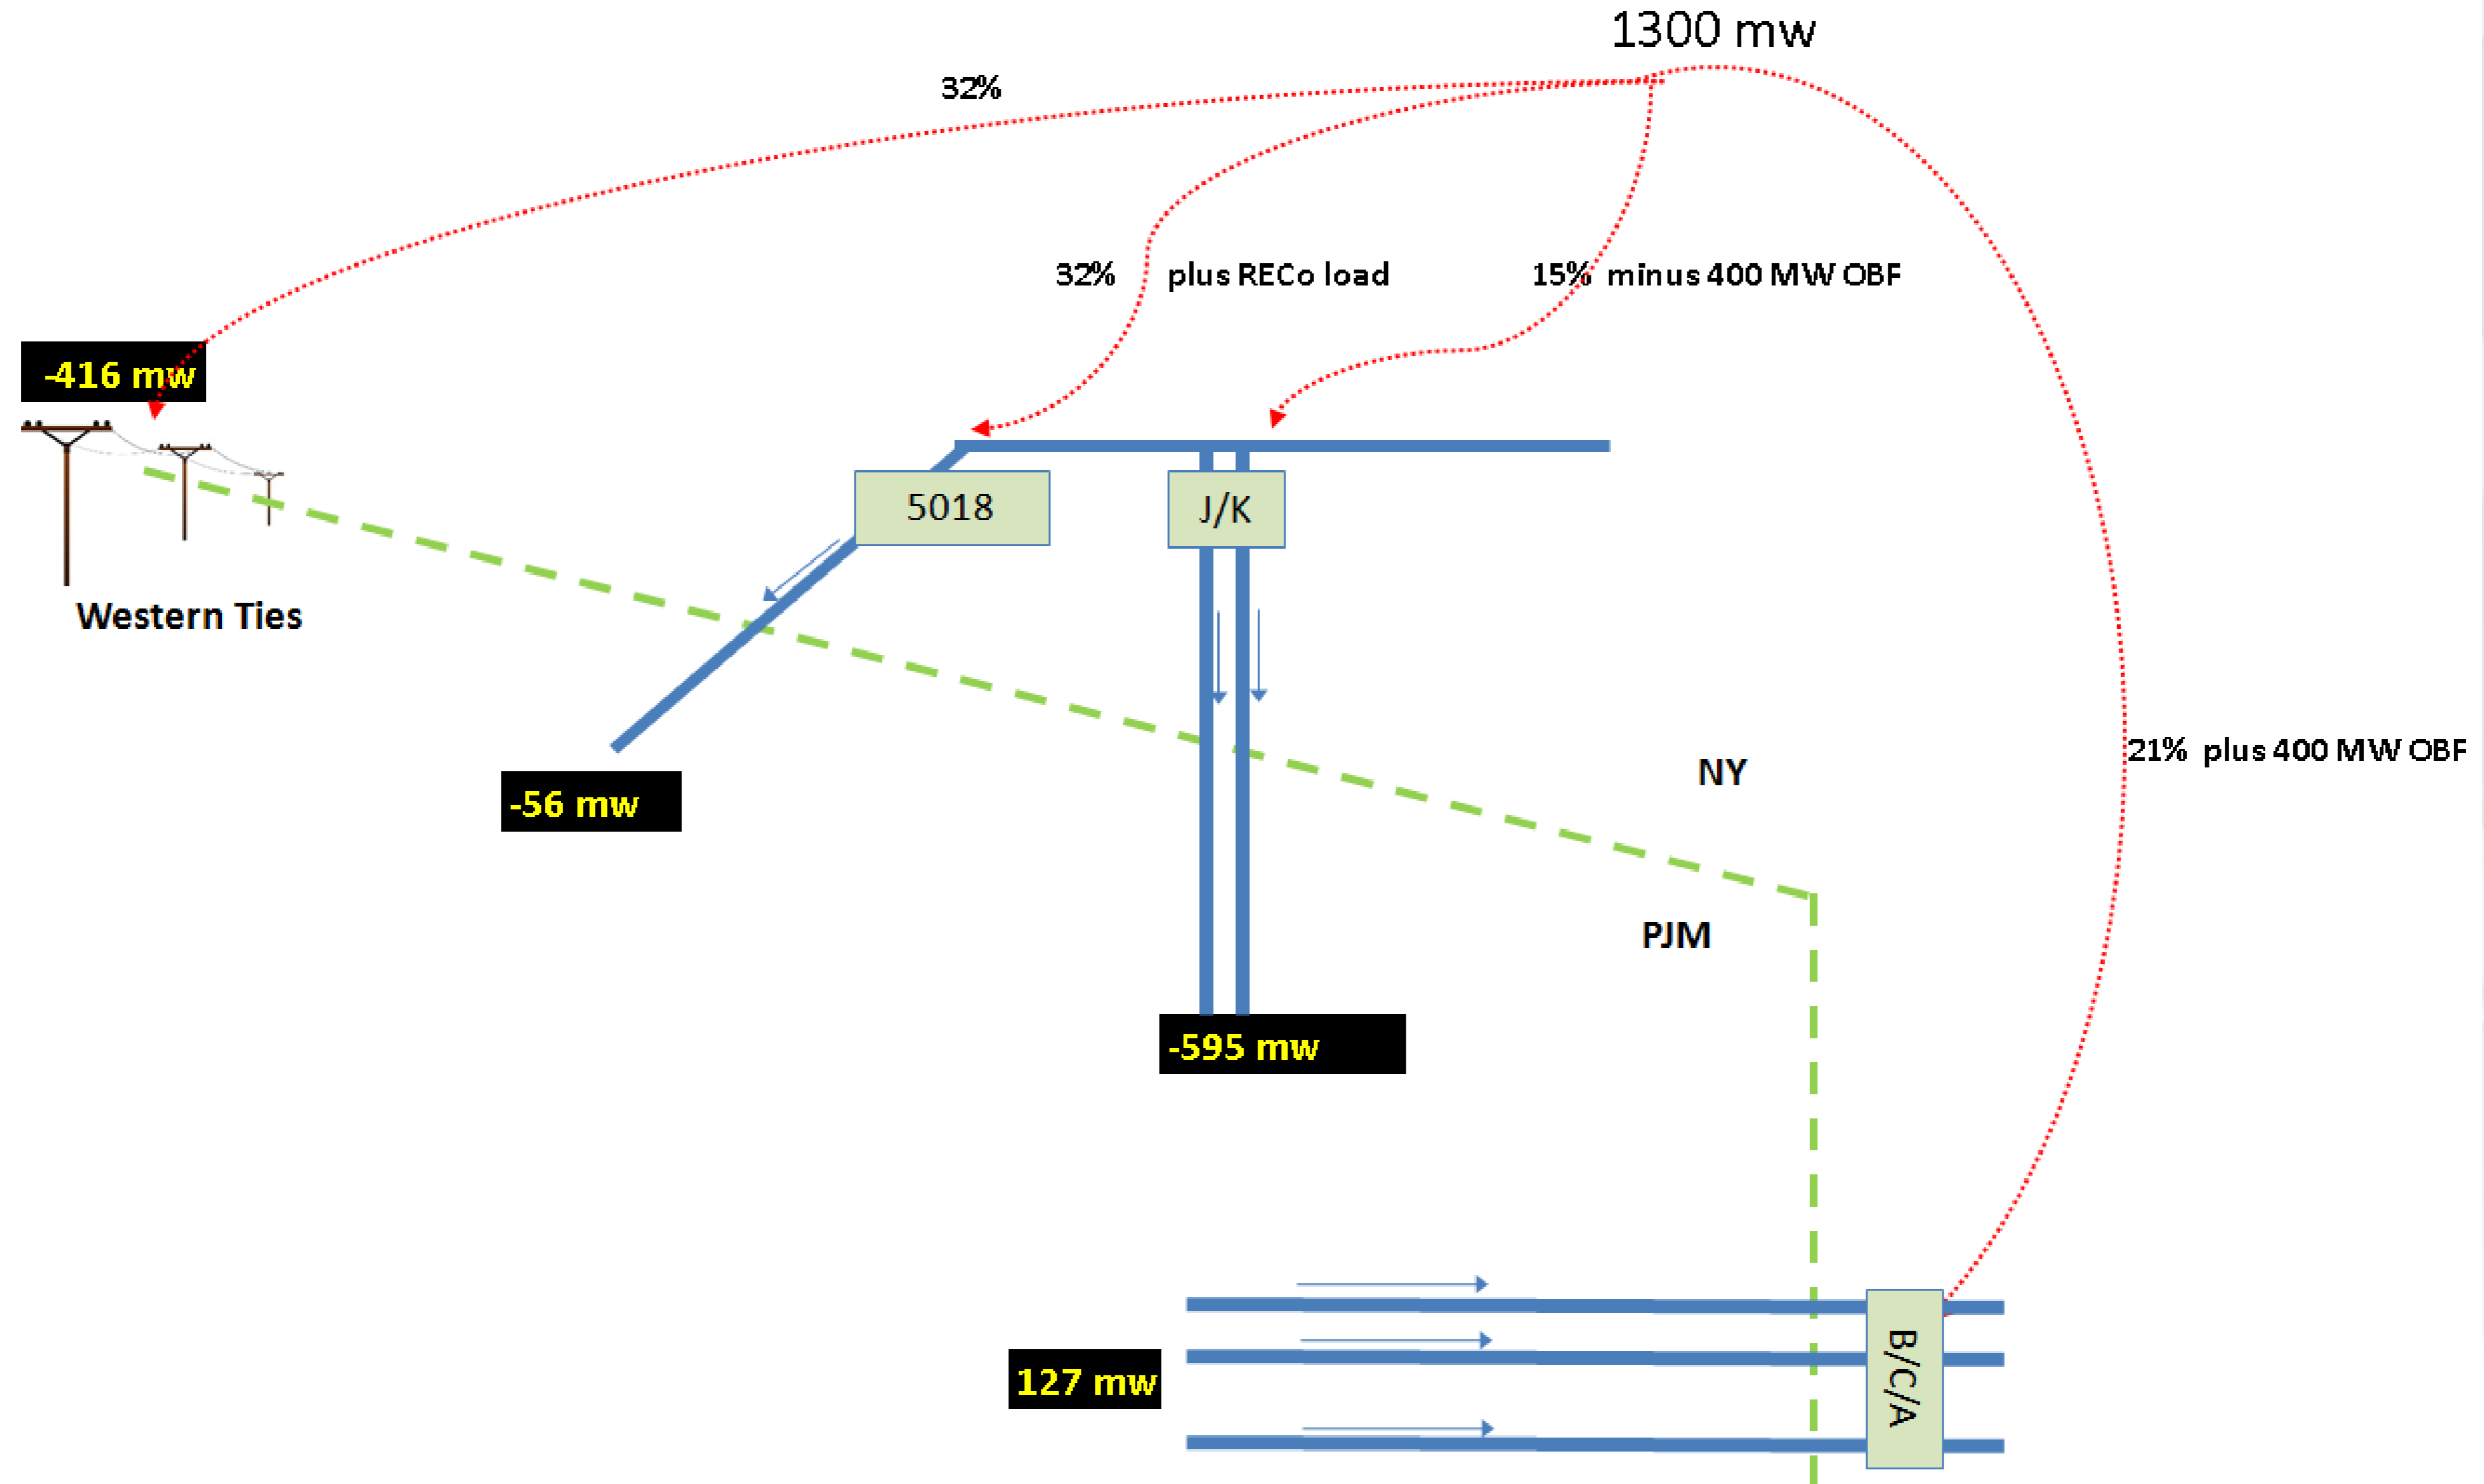 1300 mw
32%
32% plus RECo load
15% minus 400 MW OBF
-416 mw
5018
J/K
Western Ties
21% plus 400 MW OBF
NY
-56 mw
PJM
-595 mw
B/C/A
127 mw